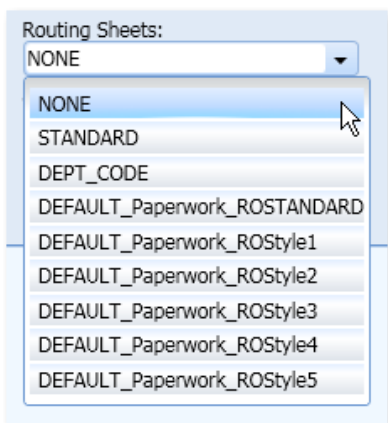 Routing Sheets:
NONE
NONE
STANDARD
DEPT_CODE
DEFAULT_Paperwork_ROSTANDARD
DEFAULT_Paperwork_ROStyle1
DEFAULT_Paperwork_ROStyle2
DEFAULT_Paperwork_ROStyle3
DEFAULT_Paperwork_ROStyle4
DEFAULT_Paperwork_ROStyle5